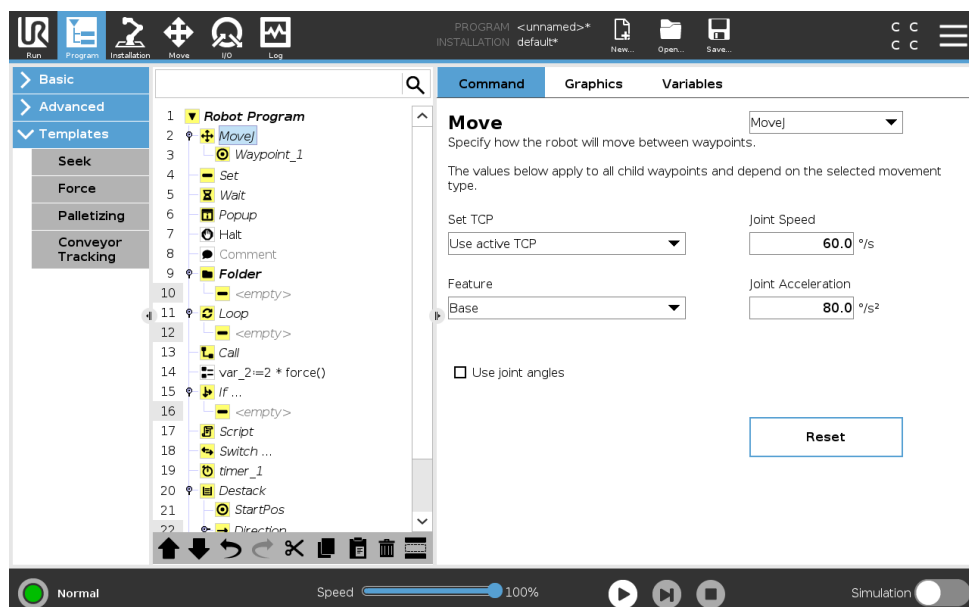 PROGRAM <unnamed>*
INSTALLATION default*
C C
C C
Run
Program
Installation
Move
I/O
Log
New...
Open...
Save...
Basic
Advanced
Templates
Seek
Force
Palletizing
Conveyor
Tracking
1 Robot Program
2 MoveJ
3 Waypoint_1
4 Set
5 Wait
6 Popup
7 Halt
8 Comment
9 Folder
10 <empty>
11 Loop
12 <empty>
13 Call
14 var_2:=2 * force()
15 If ...
16 <empty>
17 Script
18 Switch ...
19 timer_1
20 Destack
21 StartPos
22 Direction
Command
Graphics
Variables
Move
MoveJ
Specify how the robot will move between waypoints.
The values below apply to all child waypoints and depend on the selected movement
type.
Set TCP
Joint Speed
Use active TCP
60.0 °/s
Feature
Joint Acceleration
Base
80.0 °/s²
Use joint angles
Reset
Normal
Speed
100%
Simulation